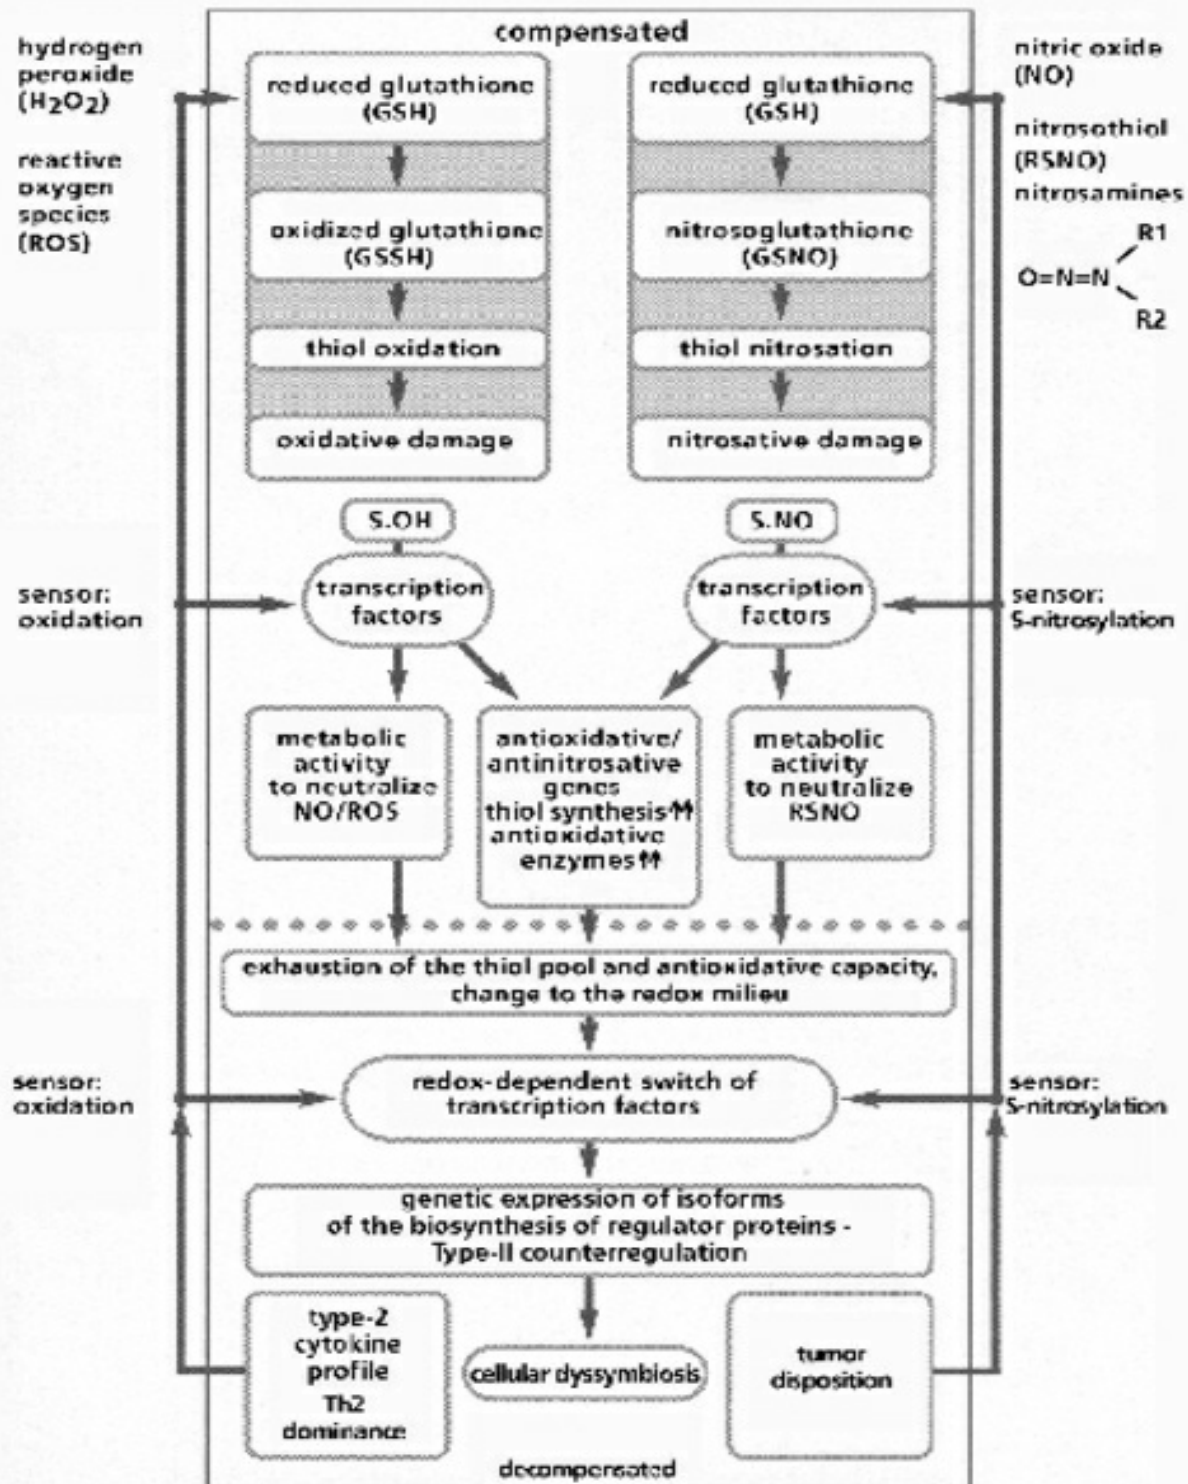 compensated
hydrogen
peroxide
(H₂O₂)
reactive
oxygen
species
(ROS)
reduced glutathione
(GSH)
oxidized glutathione
(GSSH)
thiol oxidation
oxidative damage
reduced glutathione
(GSH)
nitrosoglutathione
(GSNO)
thiol nitrosation
nitrosative damage
nitric oxide
(NO)
nitrosothiol
(RSNO)
nitrosamines
R1
O=N=N
R2
S.OH
S.NO
sensor:
oxidation
transcription
factors
transcription
factors
sensor:
S-nitrosylation
metabolic
activity
to neutralize
NO/ROS
antioxidative/
antinitrosative
genes
thiol synthesis⬆⬆
antioxidative
enzymes⬆⬆
metabolic
activity
to neutralize
RSNO
exhaustion of the thiol pool and antioxidative capacity,
change to the redox milieu
sensor:
oxidation
redox-dependent switch of
transcription factors
sensor:
S-nitrosylation
genetic expression of isoforms
of the biosynthesis of regulator proteins -
Type-II counterregulation
type-2
cytokine
profile
Th2
dominance
cellular dyssymbiosis
tumor
disposition
decompensated